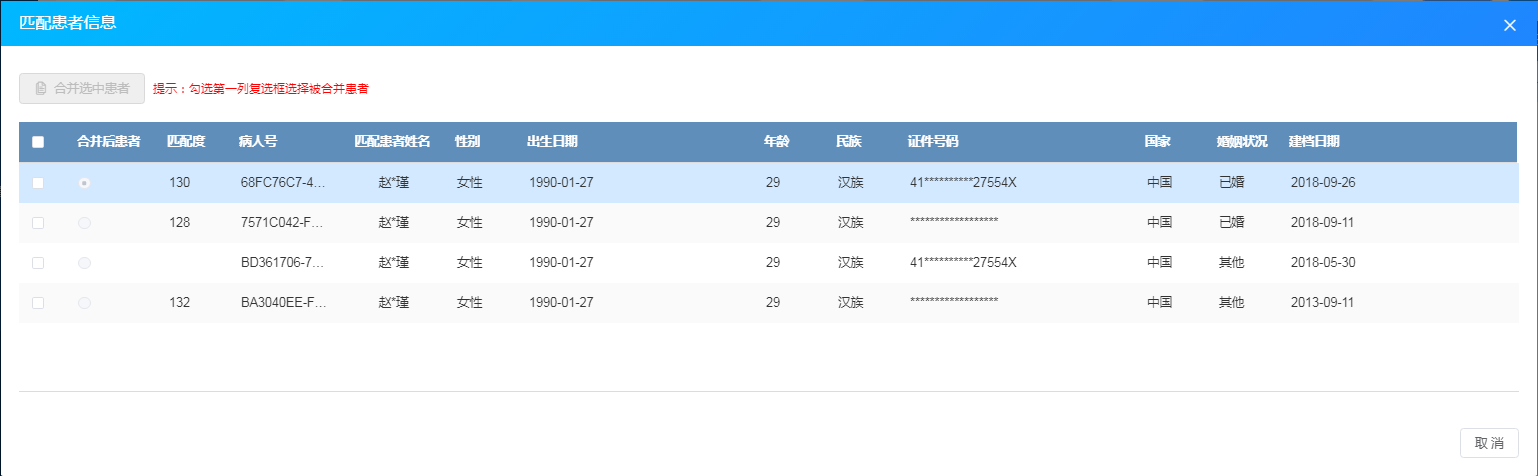 匹配患者信息
合并选中患者 提示：勾选第一列复选框选择被合并患者
合并后患者 匹配度 病人号 匹配患者姓名 性别 出生日期 年龄 民族 证件号码 国家 婚姻状况 建档日期
130 68FC76C7-4... 赵*瑾 女性 1990-01-27 29 汉族 41**********27554X 中国 已婚 2018-09-26
128 7571C042-F... 赵*瑾 女性 1990-01-27 29 汉族 ****************** 中国 已婚 2018-09-11
BD361706-7... 赵*瑾 女性 1990-01-27 29 汉族 41**********27554X 中国 其他 2018-05-30
132 BA3040EE-F... 赵*瑾 女性 1990-01-27 29 汉族 ****************** 中国 其他 2013-09-11
取 消